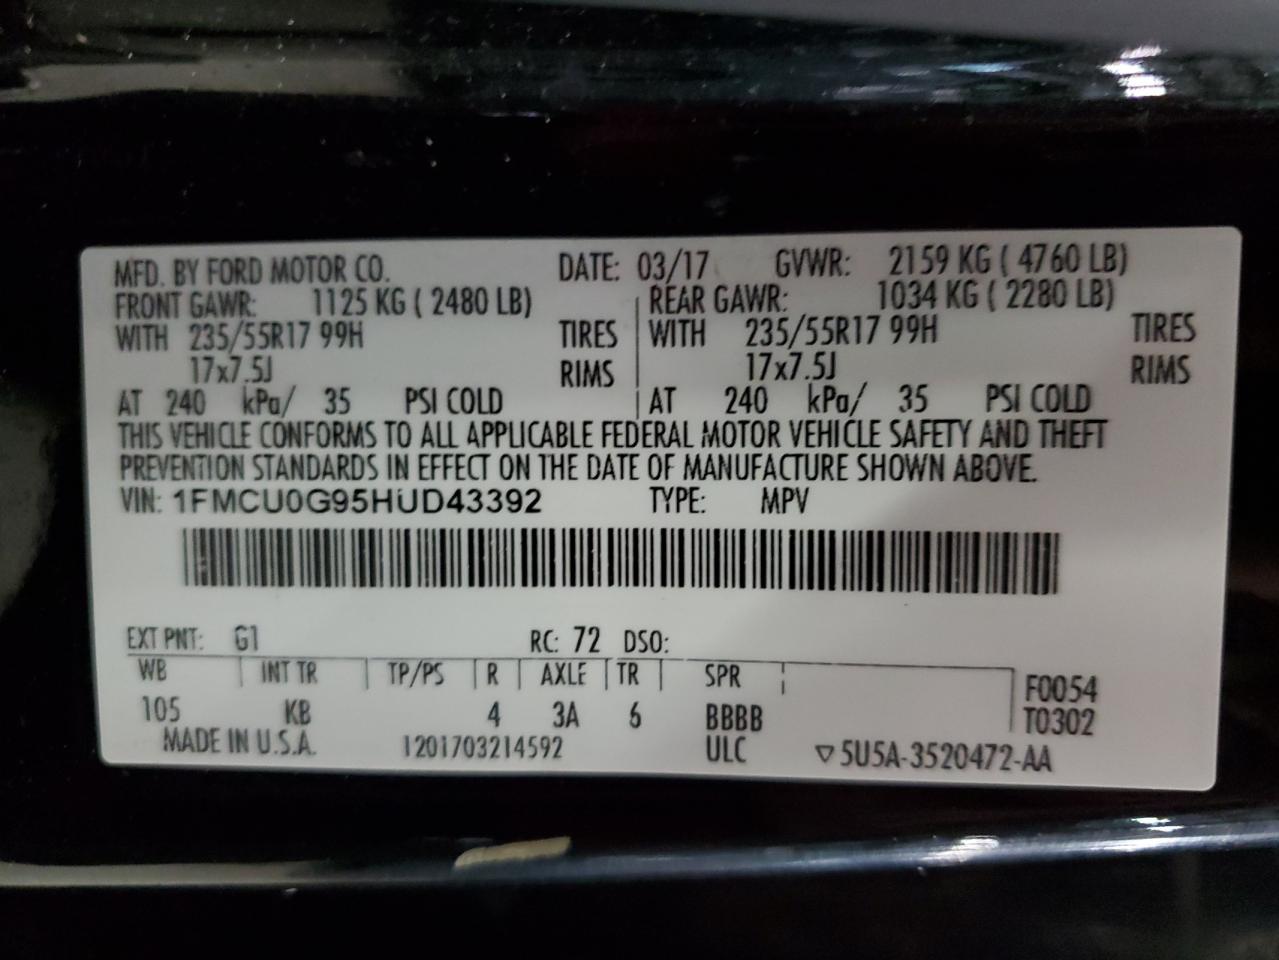 MFD. BY FORD MOTOR CO. DATE: 03/17 GVWR: 2159 KG ( 4760 LB)
FRONT GAWR: 1125 KG ( 2480 LB) REAR GAWR: 1034 KG ( 2280 LB)
WITH 235/55R17 99H TIRES WITH 235/55R17 99H TIRES
17x7.5J RIMS 17x7.5J RIMS
AT 240 kPa/ 35 PSI COLD AT 240 kPa/ 35 PSI COLD
THIS VEHICLE CONFORMS TO ALL APPLICABLE FEDERAL MOTOR VEHICLE SAFETY AND THEFT
PREVENTION STANDARDS IN EFFECT ON THE DATE OF MANUFACTURE SHOWN ABOVE.
VIN: 1FMCU0G95HUD43392 TYPE: MPV
EXT PNT: G1 RC: 72 DSO:
WB INT TR TP/PS R AXLE TR SPR
F0054
105 KB 4 3A 6 BBBB T0302
MADE IN U.S.A. 1201703214592 ULC ▽5U5A-3520472-AA